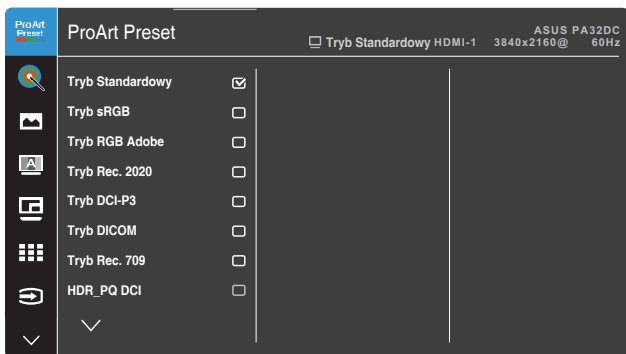 ProArt
Preset
ProArt Preset
ASUS PA32DC
Tryb Standardowy HDMI-1 3840x2160@ 60Hz
Tryb Standardowy
Tryb sRGB
Tryb RGB Adobe
A
Tryb Rec. 2020
Tryb DCI-P3
Tryb DICOM
Tryb Rec. 709
HDR_PQ DCI